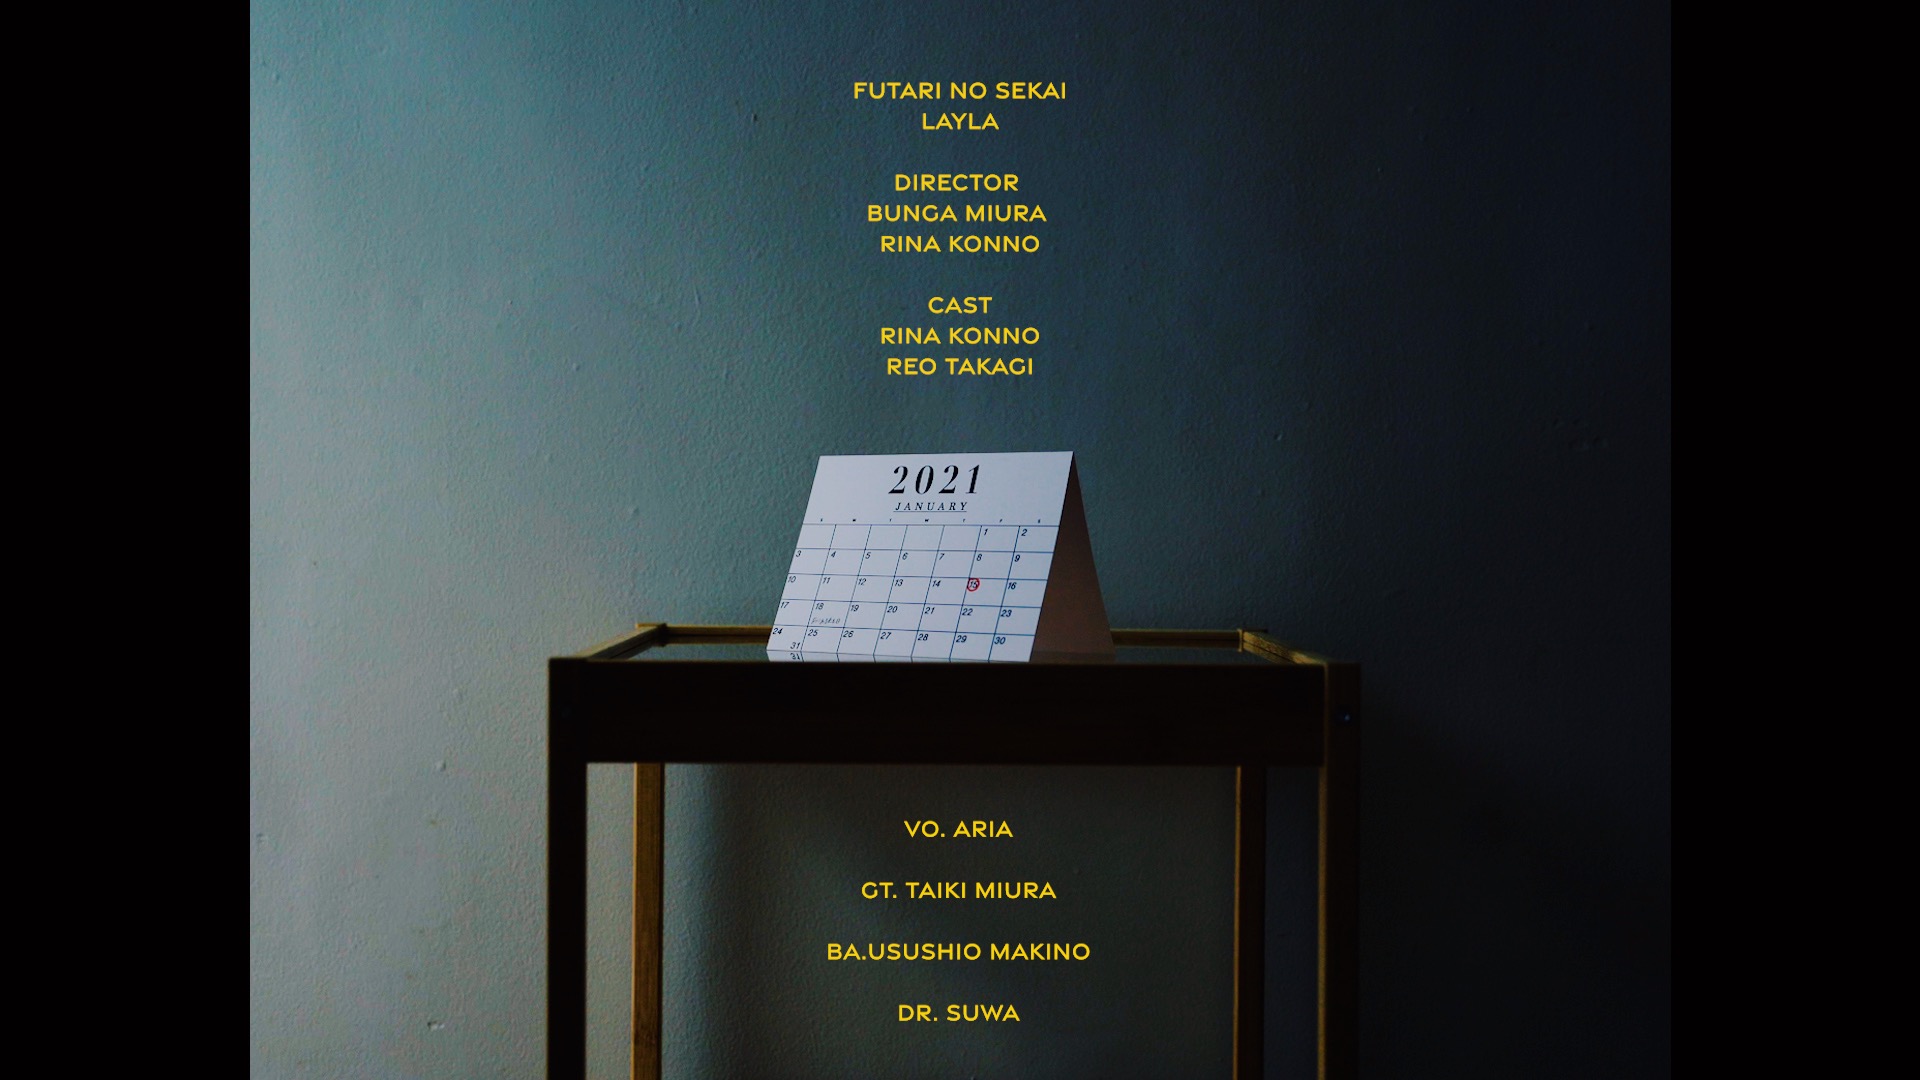 FUTARI NO SEKAI
LAYLA
DIRECTOR
BUNGA MIURA
RINA KONNO
CAST
RINA KONNO
REO TAKAGI
2021
JANUARY
S M T W T F S
1 2
3 4 5 6 7 8 9
10 11 12 13 14 15 16
17 18 19 20 21 22 23
24 25 26 27 28 29 30
31
VO. ARIA
GT. TAIKI MIURA
BA.USUSHIO MAKINO
DR. SUWA